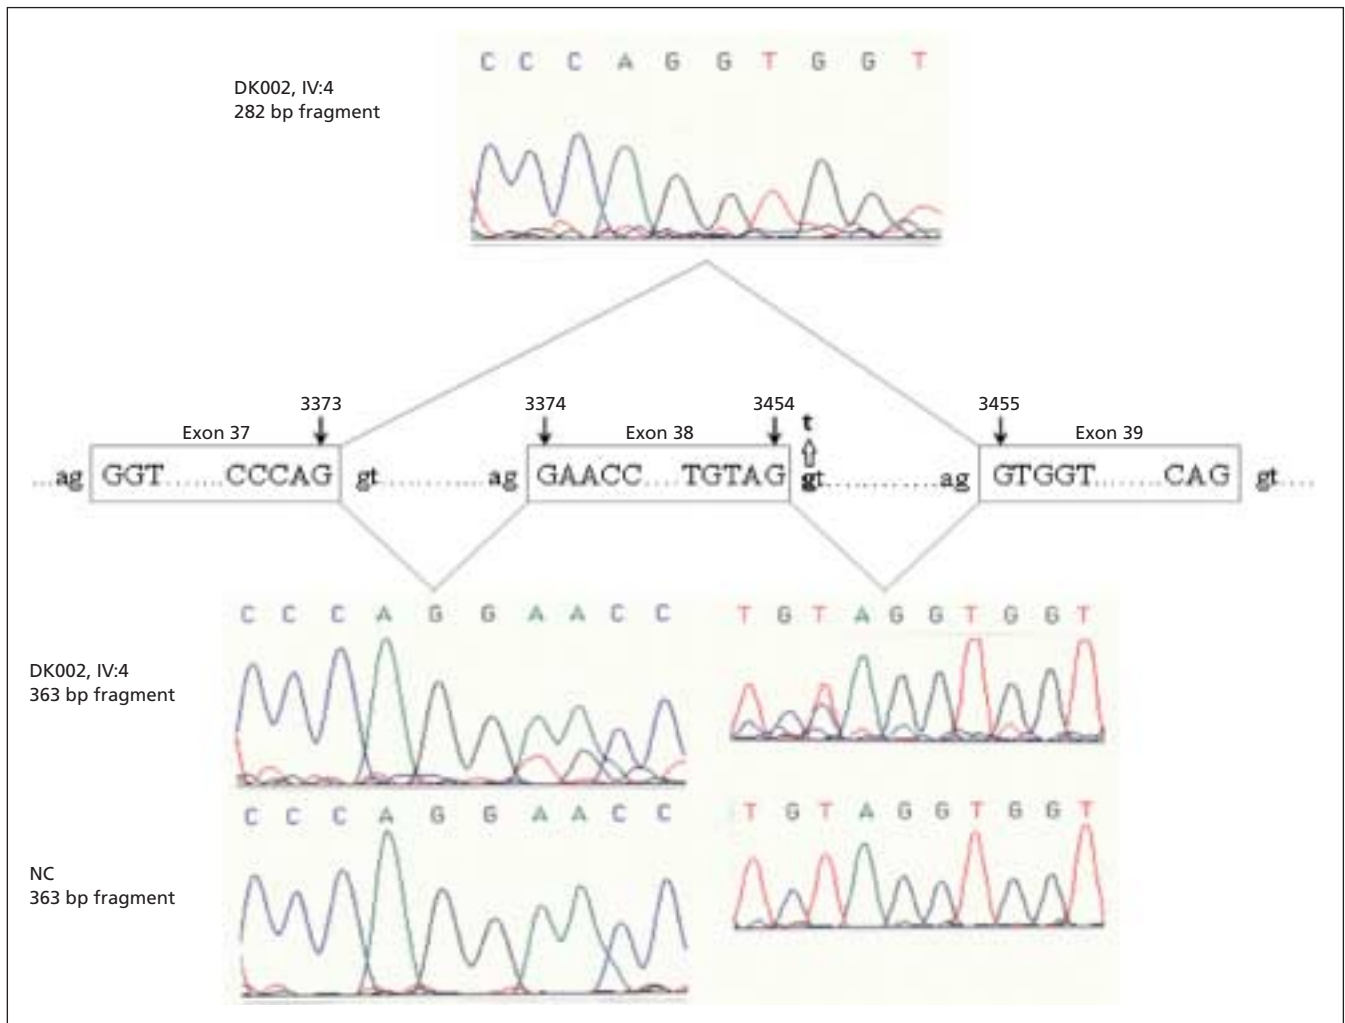 C C C A G G T G G T
DK002, IV:4
282 bp fragment
3373
3374
3454
3455
t
Exon 37
Exon 38
Exon 39
....ag GGT ......CCCAG gt............ag GAACC....TGTAG gt..............ag GTGGT........CAG gt....
C C C A G G A A C C
T G T A G G T G G T
DK002, IV:4
363 bp fragment
C C C A G G A A C C
T G T A G G T G G T
NC
363 bp fragment